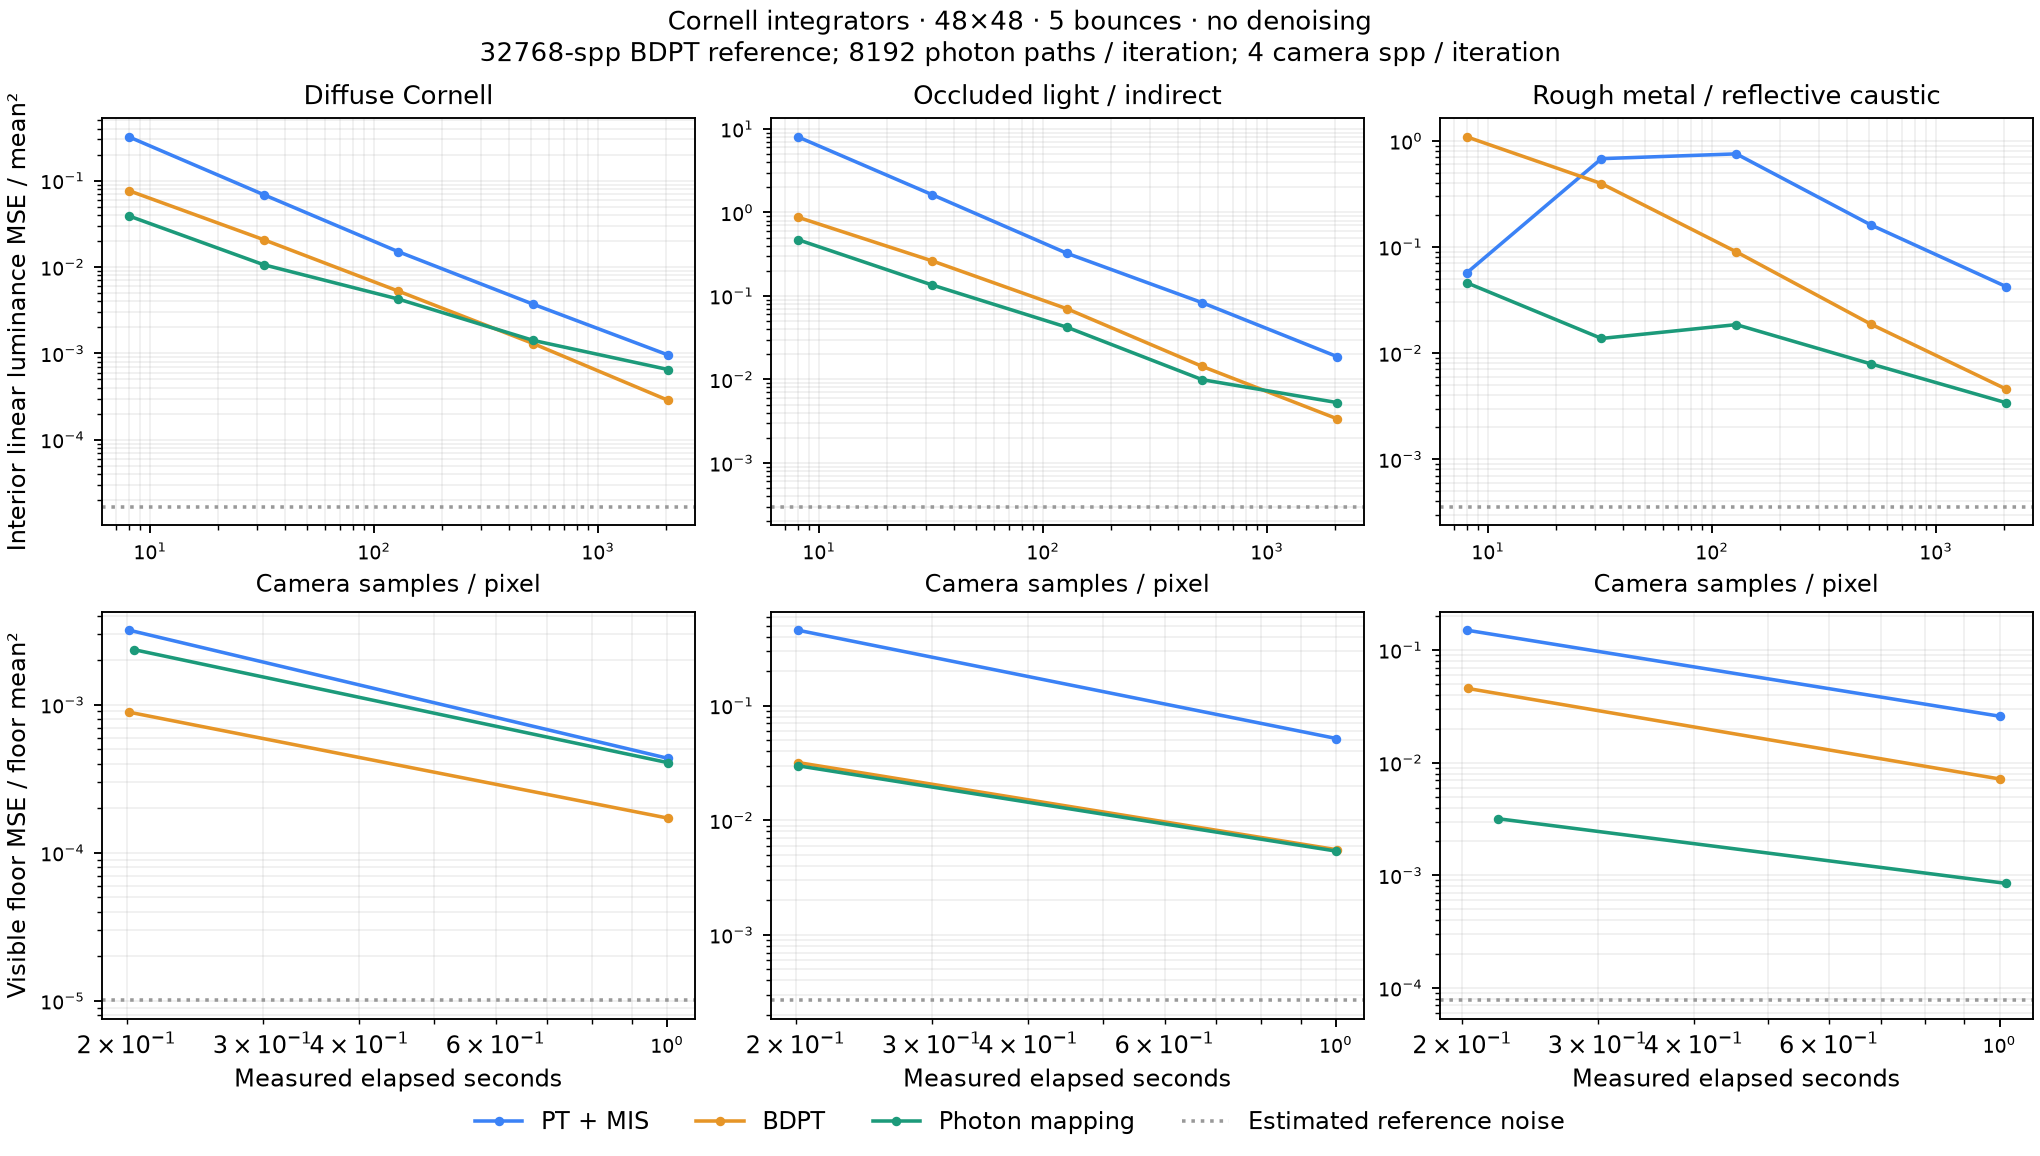 Cornell integrators · 48×48 · 5 bounces · no denoising
32768-spp BDPT reference; 8192 photon paths / iteration; 4 camera spp / iteration
Diffuse Cornell
Occluded light / indirect
Rough metal / reflective caustic
Interior linear luminance MSE / mean²
10⁻¹
10⁻²
10⁻³
10⁻⁴
10¹
10⁰
10⁻¹
10⁻²
10⁻³
10⁰
10⁻¹
10⁻²
10⁻³
10¹ 10² 10³
10¹ 10² 10³
10¹ 10² 10³
Camera samples / pixel
Camera samples / pixel
Camera samples / pixel
Visible floor MSE / floor mean²
10⁻³
10⁻⁴
10⁻⁵
10⁻¹
10⁻²
10⁻³
10⁻¹
10⁻²
10⁻³
10⁻⁴
2 × 10⁻¹ 3 × 10⁻¹ 4 × 10⁻¹ 6 × 10⁻¹ 10⁰
2 × 10⁻¹ 3 × 10⁻¹ 4 × 10⁻¹ 6 × 10⁻¹ 10⁰
2 × 10⁻¹ 3 × 10⁻¹ 4 × 10⁻¹ 6 × 10⁻¹ 10⁰
Measured elapsed seconds
Measured elapsed seconds
Measured elapsed seconds
PT + MIS BDPT Photon mapping Estimated reference noise